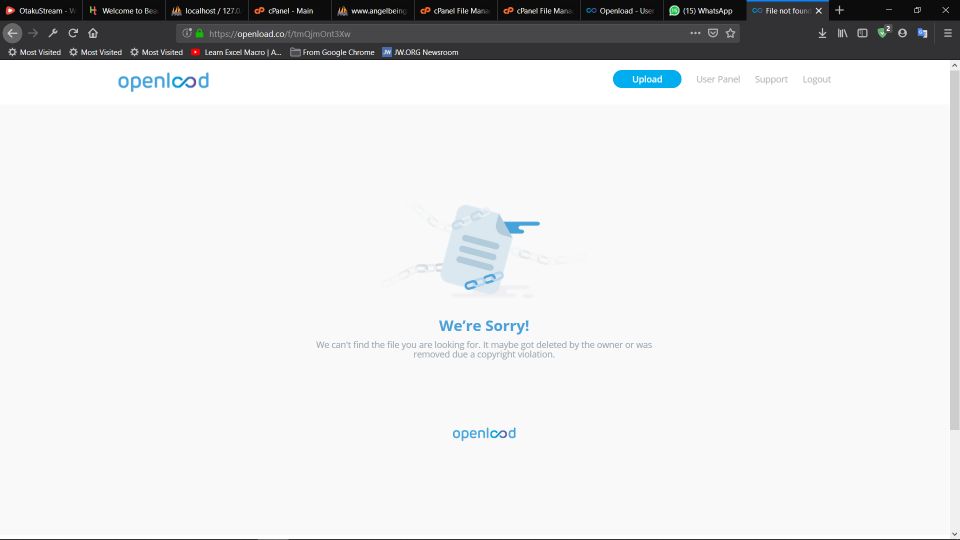 OtakuStream - W
Welcome to Bea
localhost / 127.0.
cPanel - Main
www.angelbeing
cPanel File Mana
cPanel File Mana
Openload - User
(15) WhatsApp
File not found
https://openload.co/f/tmQjmOnt3Xw
2
Most Visited
Most Visited
Most Visited
Learn Excel Macro | A...
From Google Chrome
JW JW.ORG Newsroom
openload
Upload
User Panel
Support
Logout
We're Sorry!
We can't find the file you are looking for. It maybe got deleted by the owner or was
removed due a copyright violation.
openload